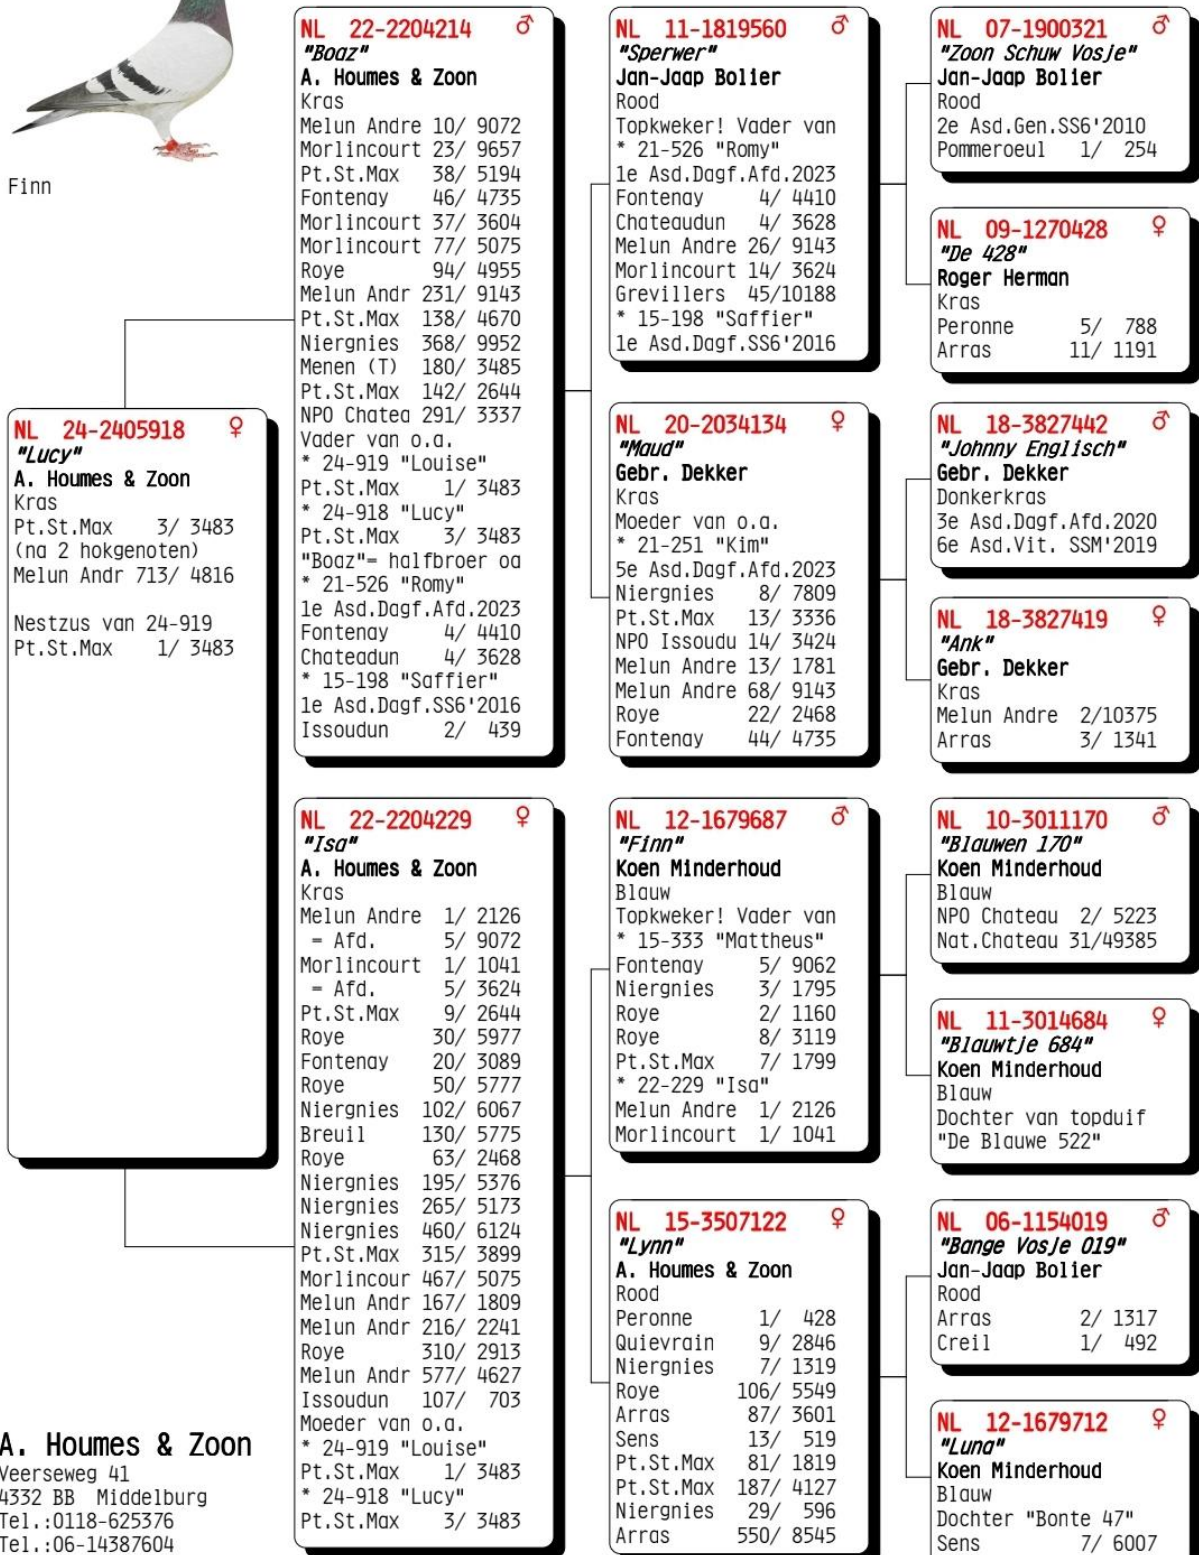 Finn
NL 24-2405918 ♀
"Lucy"
A. Houmes & Zoon
Kras
Pt.St.Max 3/ 3483
(na 2 hokgenoten)
Melun Andr 713/ 4816
Nestzus van 24-919
Pt.St.Max 1/ 3483
A. Houmes & Zoon
Veerseweg 41
4332 BB Middelburg
Tel.:0118-625376
Tel.:06-14387604
NL 22-2204214 ♂
"Boaz"
A. Houmes & Zoon
Kras
Melun Andre 10/ 9072
Morlincourt 23/ 9657
Pt.St.Max 38/ 5194
Fontenay 46/ 4735
Morlincourt 37/ 3604
Morlincourt 77/ 5075
Roye 94/ 4955
Melun Andr 231/ 9143
Pt.St.Max 138/ 4670
Niergnies 368/ 9952
Menen (T) 180/ 3485
Pt.St.Max 142/ 2644
NPO Chatea 291/ 3337
Vader van o.a.
* 24-919 "Louise"
Pt.St.Max 1/ 3483
* 24-918 "Lucy"
Pt.St.Max 3/ 3483
"Boaz"= halfbroer oa
* 21-526 "Romy"
1e Asd.Dagf.Afd.2023
Fontenay 4/ 4410
Chateadun 4/ 3628
* 15-198 "Saffier"
1e Asd.Dagf.SS6'2016
Issoudun 2/ 439
NL 22-2204229 ♀
"Isa"
A. Houmes & Zoon
Kras
Melun Andre 1/ 2126
= Afd. 5/ 9072
Morlincourt 1/ 1041
= Afd. 5/ 3624
Pt.St.Max 9/ 2644
Roye 30/ 5977
Fontenay 20/ 3089
Roye 50/ 5777
Niergnies 102/ 6067
Breuil 130/ 5775
Roye 63/ 2468
Niergnies 195/ 5376
Niergnies 265/ 5173
Niergnies 460/ 6124
Pt.St.Max 315/ 3899
Morlincour 467/ 5075
Melun Andr 167/ 1809
Melun Andr 216/ 2241
Roye 310/ 2913
Melun Andr 577/ 4627
Issoudun 107/ 703
Moeder van o.a.
* 24-919 "Louise"
Pt.St.Max 1/ 3483
* 24-918 "Lucy"
Pt.St.Max 3/ 3483
NL 11-1819560 ♂
"Sperwer"
Jan-Jaap Bolier
Rood
Topkweker! Vader van
* 21-526 "Romy"
1e Asd.Dagf.Afd.2023
Fontenay 4/ 4410
Chateaudun 4/ 3628
Melun Andre 26/ 9143
Morlincourt 14/ 3624
Grevillers 45/10188
* 15-198 "Saffier"
1e Asd.Dagf.SS6'2016
NL 20-2034134 ♀
"Maud"
Gebr. Dekker
Kras
Moeder van o.a.
* 21-251 "Kim"
5e Asd.Dagf.Afd.2023
Niergnies 8/ 7809
Pt.St.Max 13/ 3336
NPO Issoudu 14/ 3424
Melun Andre 13/ 1781
Melun Andre 68/ 9143
Roye 22/ 2468
Fontenay 44/ 4735
NL 12-1679687 ♂
"Finn"
Koen Minderhoud
Blauw
Topkweker! Vader van
* 15-333 "Mattheus"
Fontenay 5/ 9062
Niergnies 3/ 1795
Roye 2/ 1160
Roye 8/ 3119
Pt.St.Max 7/ 1799
* 22-229 "Isa"
Melun Andre 1/ 2126
Morlincourt 1/ 1041
NL 15-3507122 ♀
"Lynn"
A. Houmes & Zoon
Rood
Peronne 1/ 428
Quievrain 9/ 2846
Niergnies 7/ 1319
Roye 106/ 5549
Arras 87/ 3601
Sens 13/ 519
Pt.St.Max 81/ 1819
Pt.St.Max 187/ 4127
Niergnies 29/ 596
Arras 550/ 8545
NL 07-1900321 ♂
"Zoon Schuw Vosje"
Jan-Jaap Bolier
Rood
2e Asd.Gen.SS6'2010
Pommeroeul 1/ 254
NL 09-1270428 ♀
"De 428"
Roger Herman
Kras
Peronne 5/ 788
Arras 11/ 1191
NL 18-3827442 ♂
"Johnny Englisch"
Gebr. Dekker
Donkerkras
3e Asd.Dagf.Afd.2020
6e Asd.Vit. SSM'2019
NL 18-3827419 ♀
"Ank"
Gebr. Dekker
Kras
Melun Andre 2/10375
Arras 3/ 1341
NL 10-3011170 ♂
"Blauwen 170"
Koen Minderhoud
Blauw
NPO Chateau 2/ 5223
Nat.Chateau 31/49385
NL 11-3014684 ♀
"Blauwtje 684"
Koen Minderhoud
Blauw
Dochter van topduif
"De Blauwe 522"
NL 06-1154019 ♂
"Bange Vosje 019"
Jan-Jaap Bolier
Rood
Arras 2/ 1317
Creil 1/ 492
NL 12-1679712 ♀
"Luna"
Koen Minderhoud
Blauw
Dochter "Bonte 47"
Sens 7/ 6007